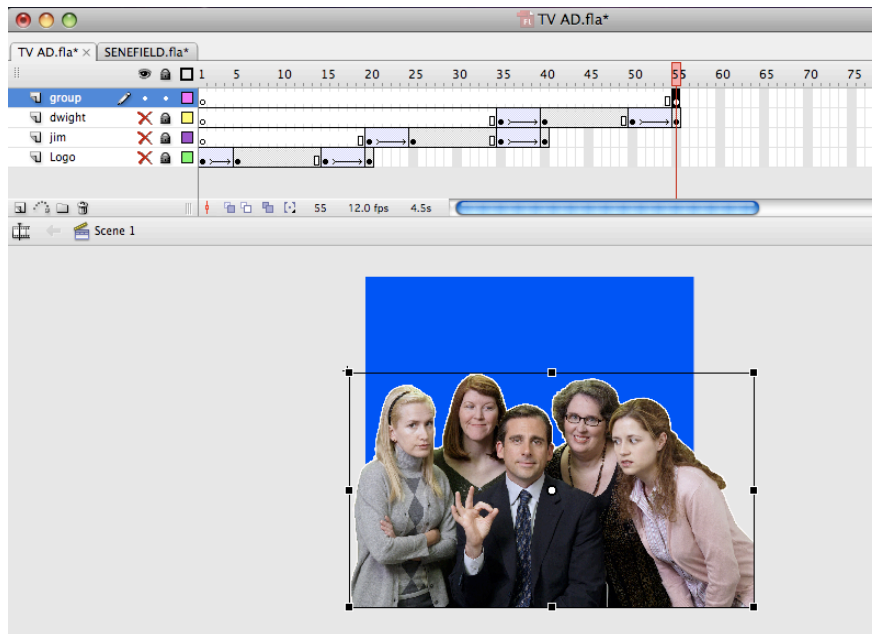 TV AD.fla*
TV AD.fla* × SENEFIELD.fla*
1 5 10 15 20 25 30 35 40 45 50 55 60 65 70 75
group
dwight
jim
Logo
55 12.0 fps 4.5s
Scene 1